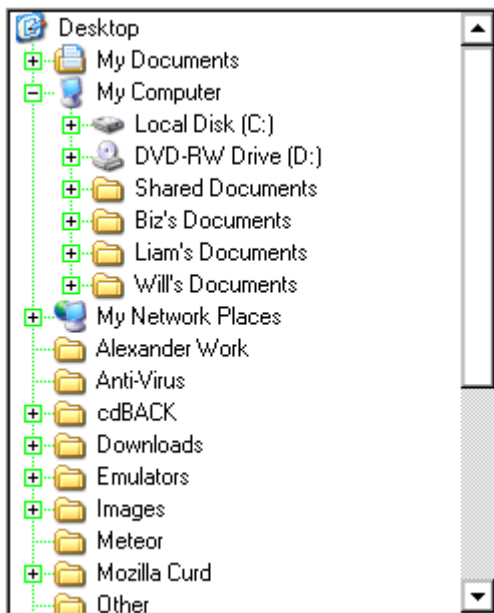 Desktop
My Documents
My Computer
Local Disk (C:)
DVD-RW Drive (D:)
Shared Documents
Biz's Documents
Liam's Documents
Will's Documents
My Network Places
Alexander Work
Anti-Virus
cdBACK
Downloads
Emulators
Images
Meteor
Mozilla Curd
Other